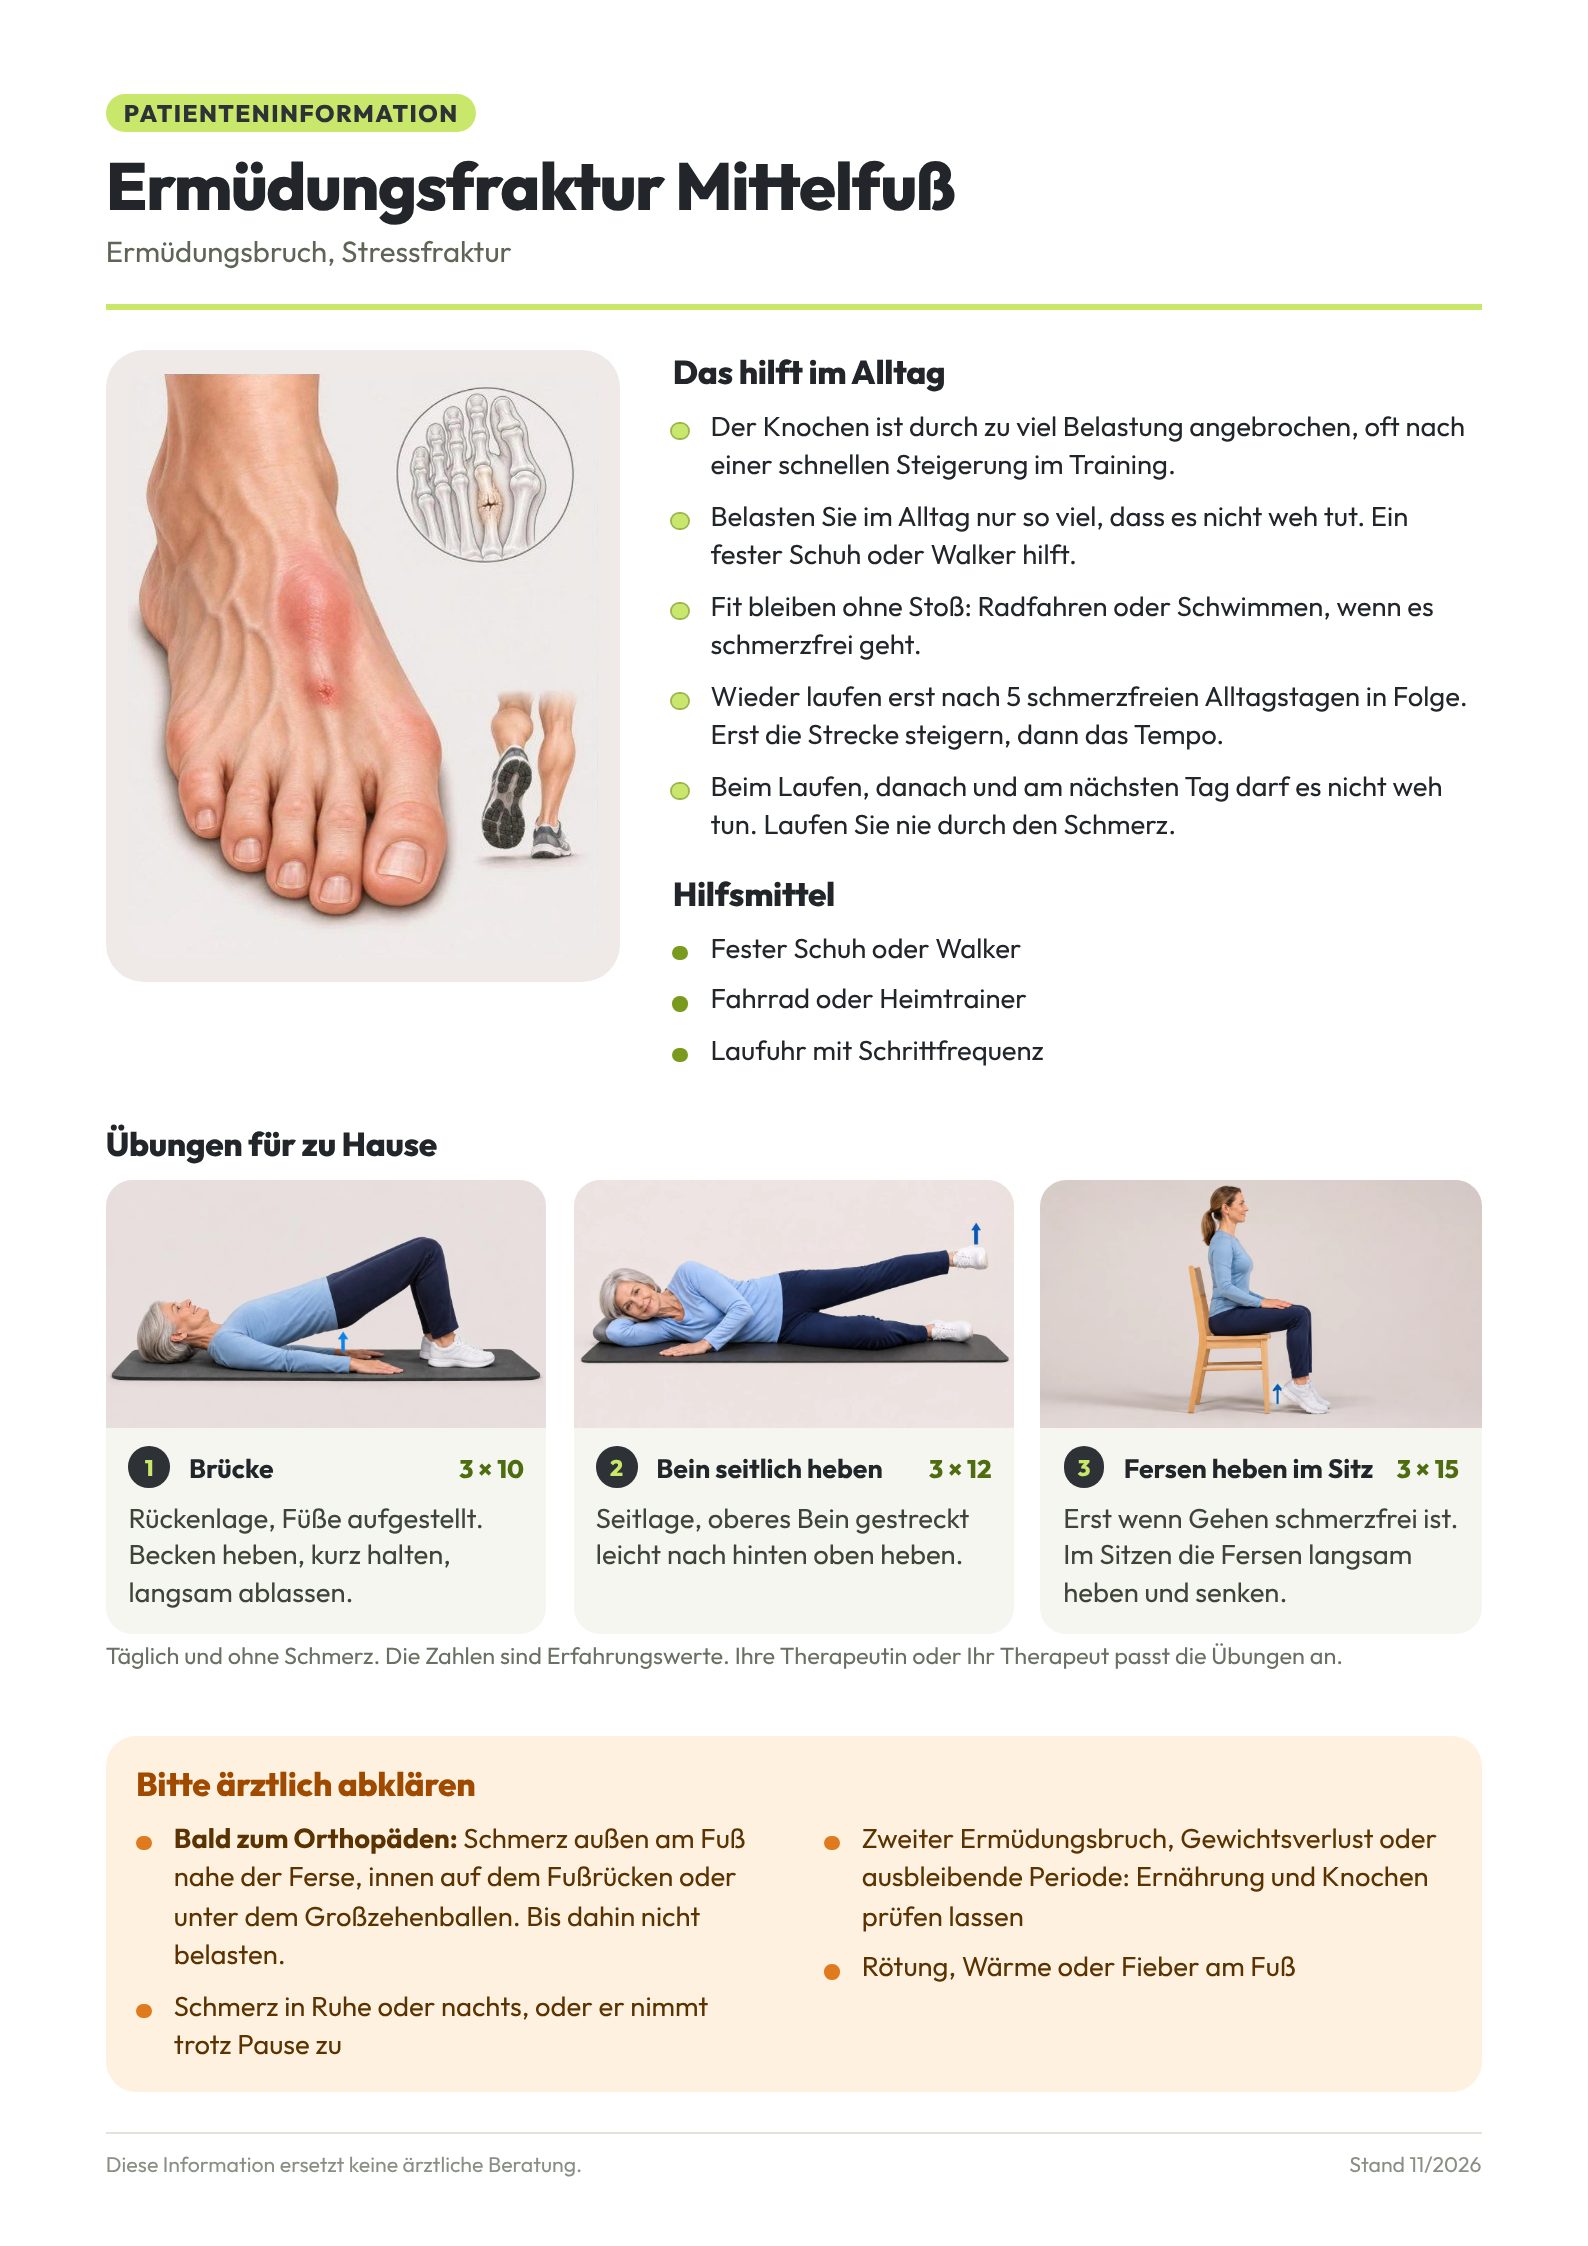 PATIENTENINFORMATION
Ermüdungsfraktur Mittelfuß
Ermüdungsbruch, Stressfraktur
Das hilft im Alltag
Der Knochen ist durch zu viel Belastung angebrochen, oft nach
einer schnellen Steigerung im Training.
Belasten Sie im Alltag nur so viel, dass es nicht weh tut. Ein
fester Schuh oder Walker hilft.
Fit bleiben ohne Stoß: Radfahren oder Schwimmen, wenn es
schmerzfrei geht.
Wieder laufen erst nach 5 schmerzfreien Alltagstagen in Folge.
Erst die Strecke steigern, dann das Tempo.
Beim Laufen, danach und am nächsten Tag darf es nicht weh
tun. Laufen Sie nie durch den Schmerz.
Hilfsmittel
Fester Schuh oder Walker
Fahrrad oder Heimtrainer
Laufuhr mit Schrittfrequenz
Übungen für zu Hause
1 Brücke 3 × 10
Rückenlage, Füße aufgestellt.
Becken heben, kurz halten,
langsam ablassen.
2 Bein seitlich heben 3 × 12
Seitlage, oberes Bein gestreckt
leicht nach hinten oben heben.
3 Fersen heben im Sitz 3 × 15
Erst wenn Gehen schmerzfrei ist.
Im Sitzen die Fersen langsam
heben und senken.
Täglich und ohne Schmerz. Die Zahlen sind Erfahrungswerte. Ihre Therapeutin oder Ihr Therapeut passt die Übungen an.
Bitte ärztlich abklären
Bald zum Orthopäden: Schmerz außen am Fuß
nahe der Ferse, innen auf dem Fußrücken oder
unter dem Großzehenballen. Bis dahin nicht
belasten.
Schmerz in Ruhe oder nachts, oder er nimmt
trotz Pause zu
Zweiter Ermüdungsbruch, Gewichtsverlust oder
ausbleibende Periode: Ernährung und Knochen
prüfen lassen
Rötung, Wärme oder Fieber am Fuß
Diese Information ersetzt keine ärztliche Beratung.
Stand 11/2026